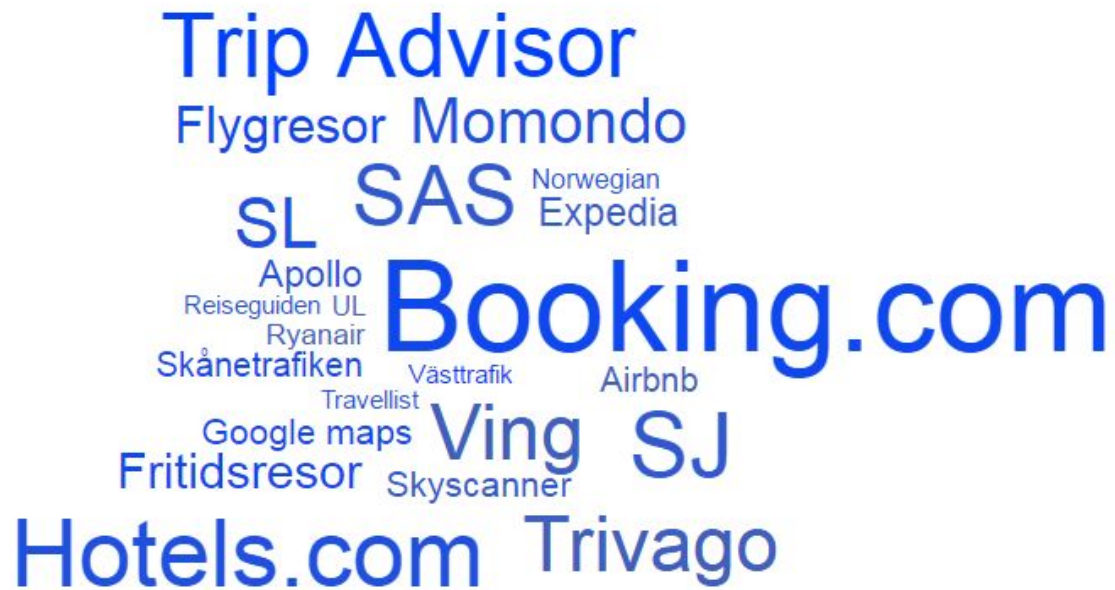 Trip Advisor
Flygresor Momondo
SAS Norwegian
SL Expedia
Apollo Booking.com
Reiseguiden UL
Ryanair
Skånetrafiken Västtrafik Airbnb
Travellist
Google maps Ving SJ
Fritidsresor Skyscanner
Hotels.com Trivago